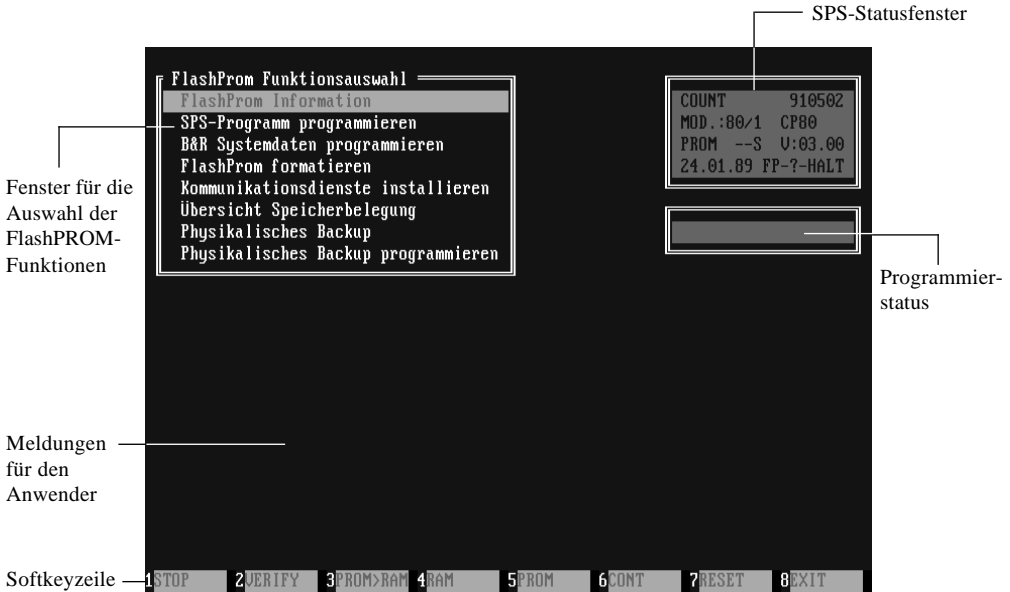 SPS-Statusfenster
FlashProm Funktionsauswahl
FlashProm Information
SPS-Programm programmieren
B&R Systemdaten programmieren
FlashProm formatieren
Kommunikationsdienste installieren
Übersicht Speicherbelegung
Physikalisches Backup
Physikalisches Backup programmieren
COUNT 910502
MOD.:80/1 CP80
PROM --S V:03.00
24.01.89 FP-?-HALT
Fenster für die
Auswahl der
FlashPROM-
Funktionen
Programmier-
status
Meldungen
für den
Anwender
Softkeyzeile
1STOP 2VERIFY 3PROM>RAM 4RAM 5PROM 6CONT 7RESET 8EXIT